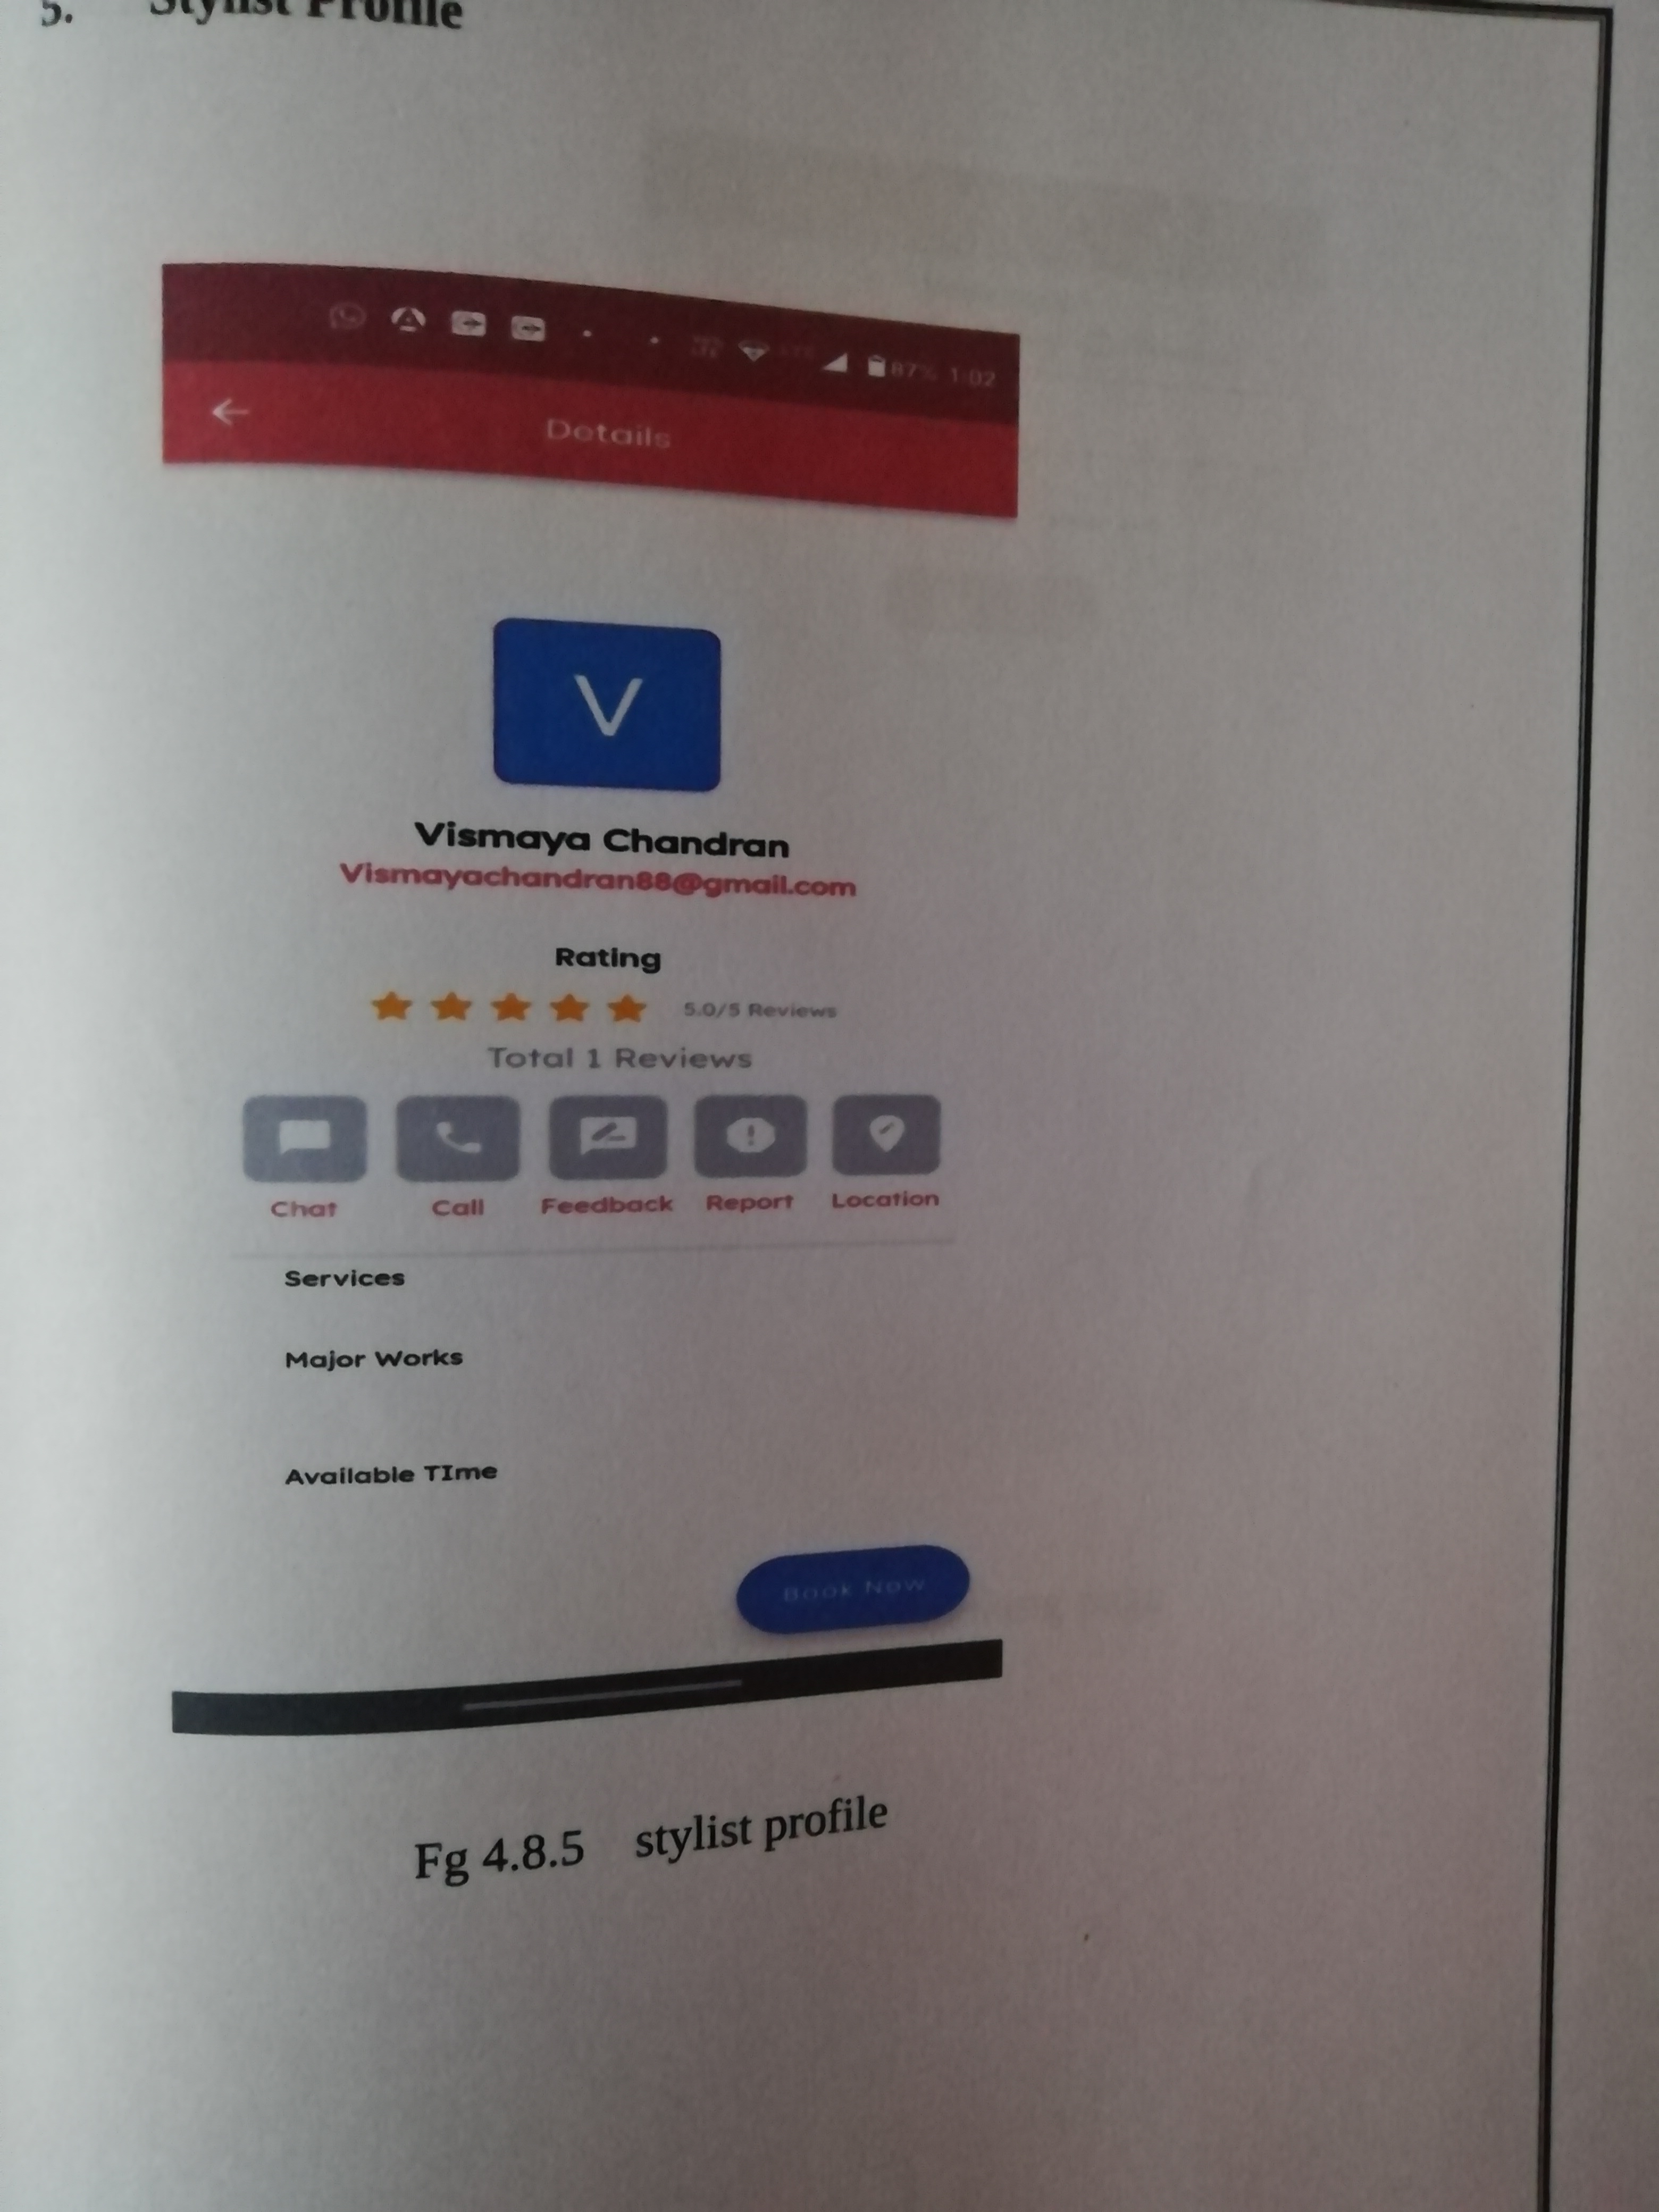 5. Stylist Profile
87% 1:02
Details
V
Vismaya Chandran
Vismayachandran88@gmail.com
Rating
5.0/5 Reviews
Total 1 Reviews
Chat Call Feedback Report Location
Services
Major Works
Available TIme
Book Now
Fg 4.8.5 stylist profile